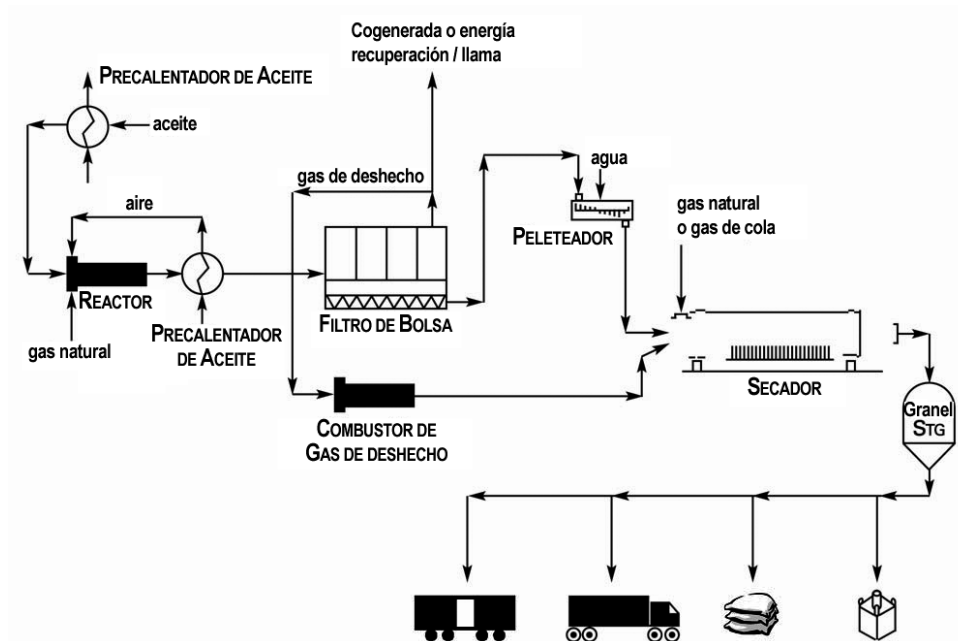 Cogenerada o energía
recuperación / llama
PRECALENTADOR DE ACEITE
aceite
agua
gas de deshecho
aire
gas natural
o gas de cola
PELETEADOR
REACTOR
FILTRO DE BOLSA
PRECALENTADOR
DE ACEITE
gas natural
SECADOR
Granel
STG
COMBUSTOR DE
GAS DE DESHECHO